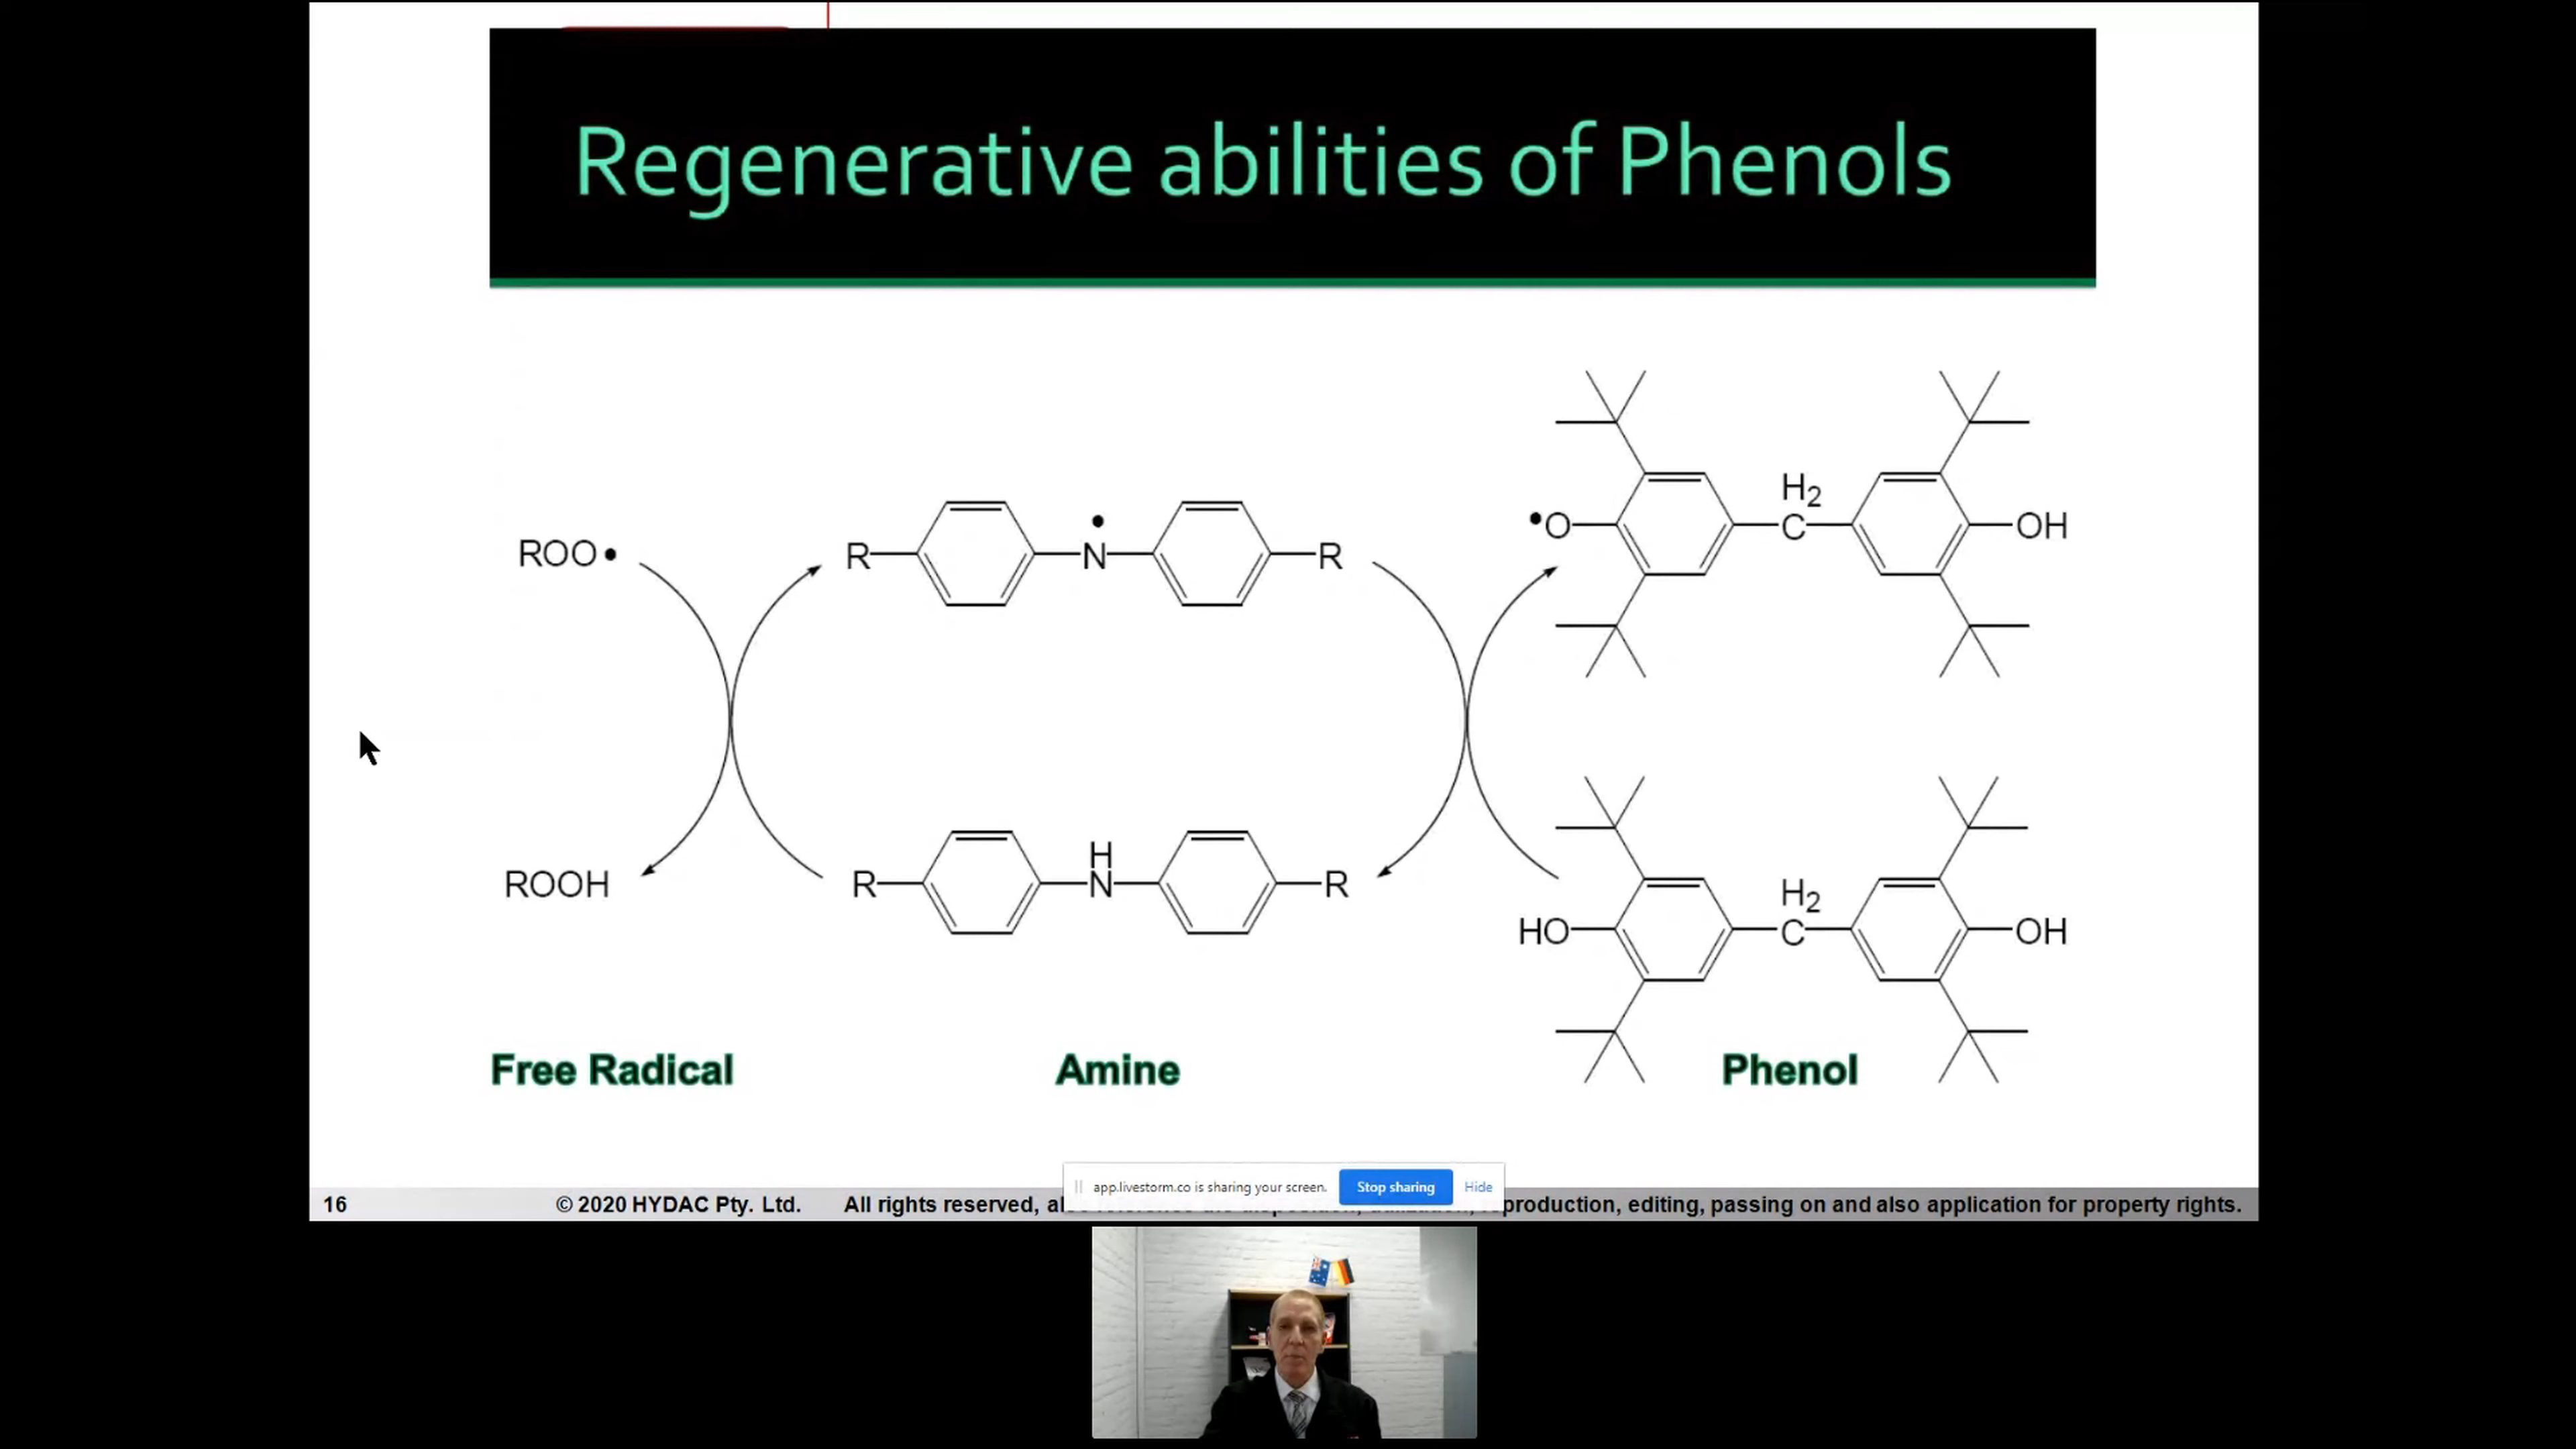 Regenerative abilities of Phenols
H2
•O C OH
ROO•
R N R
H
ROOH R N R
H2
HO C OH
Free Radical Amine Phenol
app.livestorm.co is sharing your screen. Stop sharing Hide
16 © 2020 HYDAC Pty. Ltd. All rights reserved, production, editing, passing on and also application for property rights.